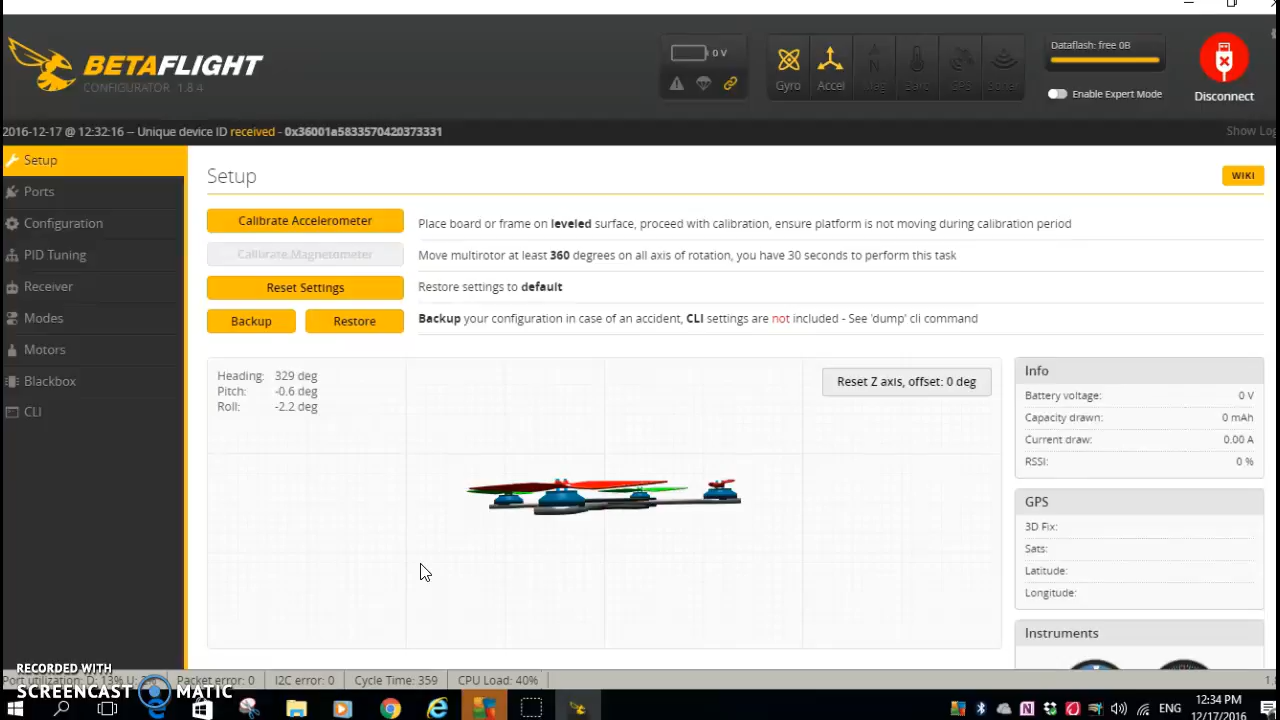 BETAFLIGHT
CONFIGURATOR 1.8.4
0 V
Gyro
Accel
Mag
Baro
GPS
Sonar
Dataflash: free 0B
Enable Expert Mode
Disconnect
2016-12-17 @ 12:32:16 -- Unique device ID received - 0x36001a5833570420373331
Show Log
Setup
Ports
Configuration
PID Tuning
Receiver
Modes
Motors
Blackbox
CLI
Setup
WIKI
Calibrate Accelerometer
Place board or frame on leveled surface, proceed with calibration, ensure platform is not moving during calibration period
Calibrate Magnetometer
Move multirotor at least 360 degrees on all axis of rotation, you have 30 seconds to perform this task
Reset Settings
Restore settings to default
Backup
Restore
Backup your configuration in case of an accident, CLI settings are not included - See 'dump' cli command
Heading: 329 deg
Pitch: -0.6 deg
Roll: -2.2 deg
Reset Z axis, offset: 0 deg
Info
Battery voltage: 0 V
Capacity drawn: 0 mAh
Current draw: 0.00 A
RSSI: 0 %
GPS
3D Fix:
Sats:
Latitude:
Longitude:
Instruments
RECORDED WITH
SCREENCAST MATIC
Port utilization: D: 13% U:
Packet error: 0
I2C error: 0
Cycle Time: 359
CPU Load: 40%
1.
12:34 PM
12/17/2016